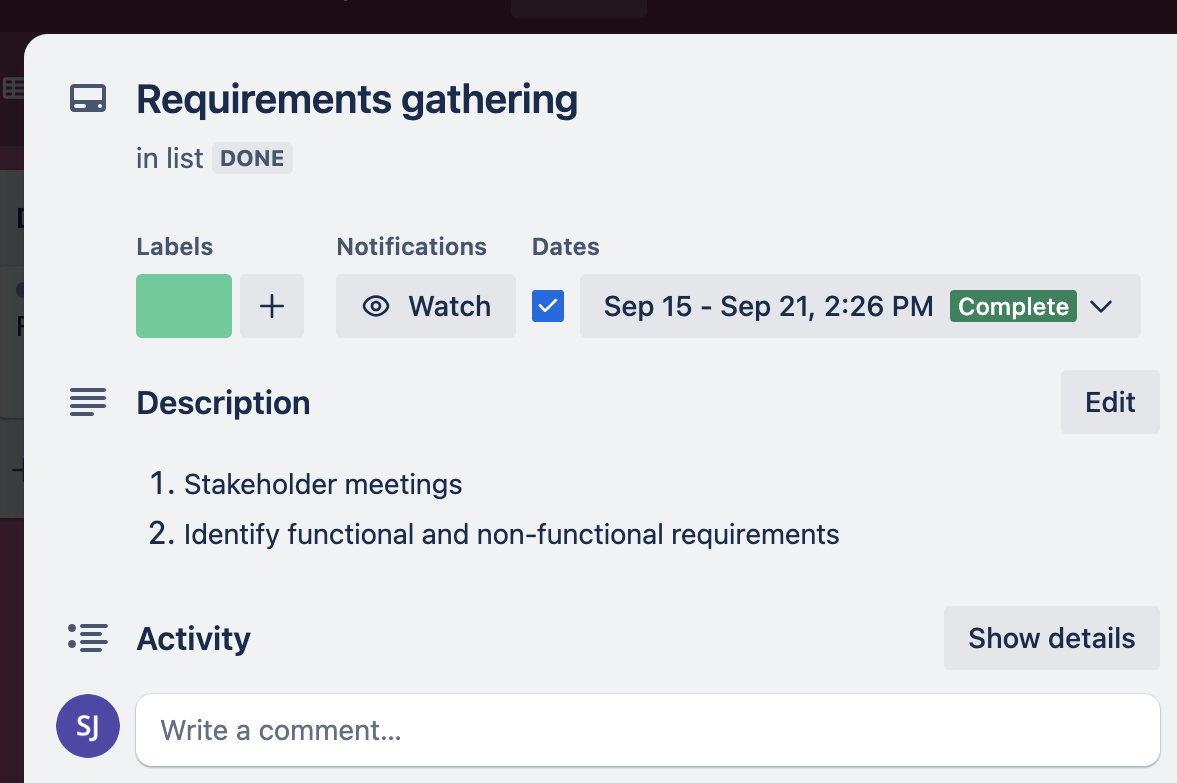 Requirements gathering
in list DONE
Labels Notifications Dates
Watch Sep 15 - Sep 21, 2:26 PM Complete
Description Edit
1. Stakeholder meetings
2. Identify functional and non-functional requirements
Activity Show details
SJ Write a comment...